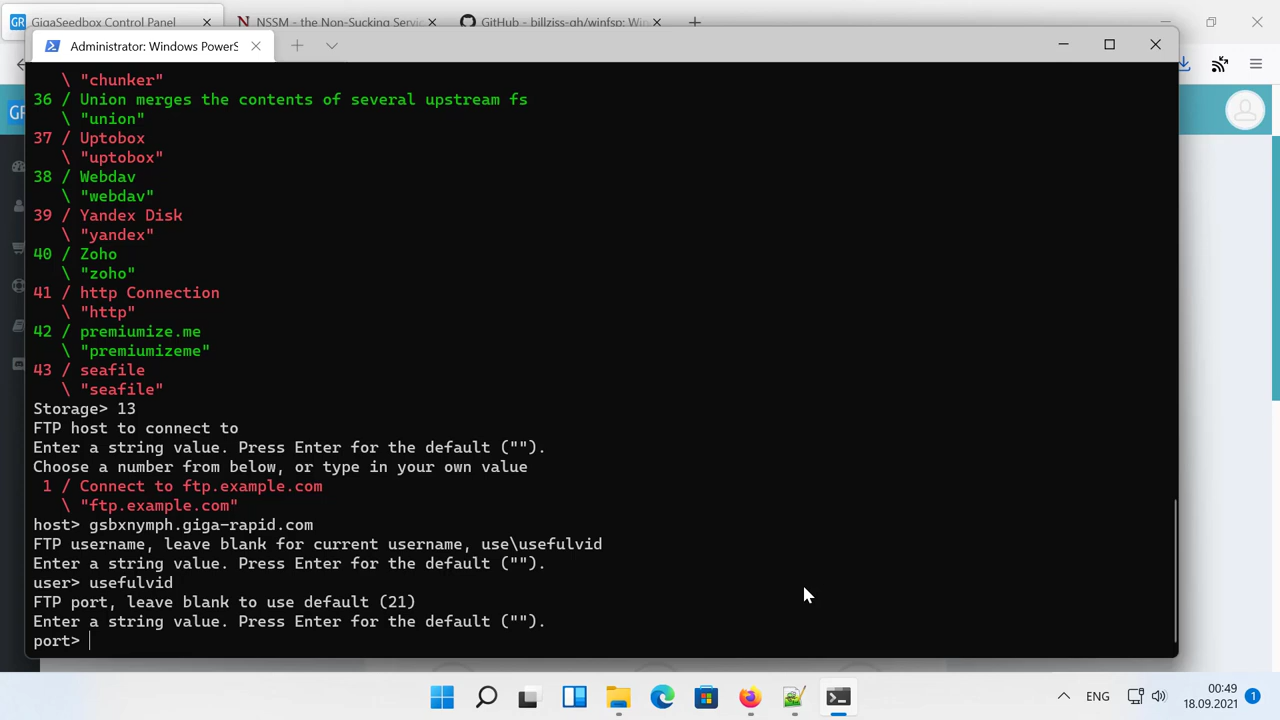 GR GigaSeedbox Control Panel
NSSM - the Non-Sucking Servi
GitHub - billziss-gh/winfsp: Win
Administrator: Windows PowerS
GR
\ "chunker"
36 / Union merges the contents of several upstream fs
\ "union"
37 / Uptobox
\ "uptobox"
38 / Webdav
\ "webdav"
39 / Yandex Disk
\ "yandex"
40 / Zoho
\ "zoho"
41 / http Connection
\ "http"
42 / premiumize.me
\ "premiumizeme"
43 / seafile
\ "seafile"
Storage> 13
FTP host to connect to
Enter a string value. Press Enter for the default ("").
Choose a number from below, or type in your own value
1 / Connect to ftp.example.com
\ "ftp.example.com"
host> gsbxnymph.giga-rapid.com
FTP username, leave blank for current username, use\usefulvid
Enter a string value. Press Enter for the default ("").
user> usefulvid
FTP port, leave blank to use default (21)
Enter a string value. Press Enter for the default ("").
port>
ENG
00:49
18.09.2021
1